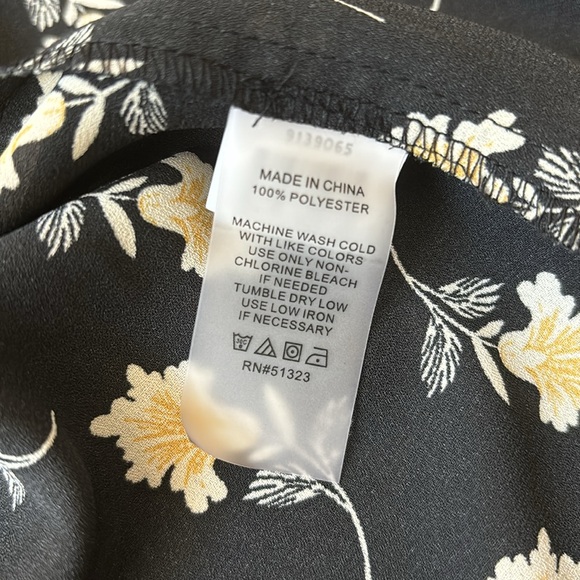 9139065
MADE IN CHINA
100% POLYESTER
MACHINE WASH COLD
WITH LIKE COLORS
USE ONLY NON-
CHLORINE BLEACH
IF NEEDED
TUMBLE DRY LOW
USE LOW IRON
IF NECESSARY
RN#51323